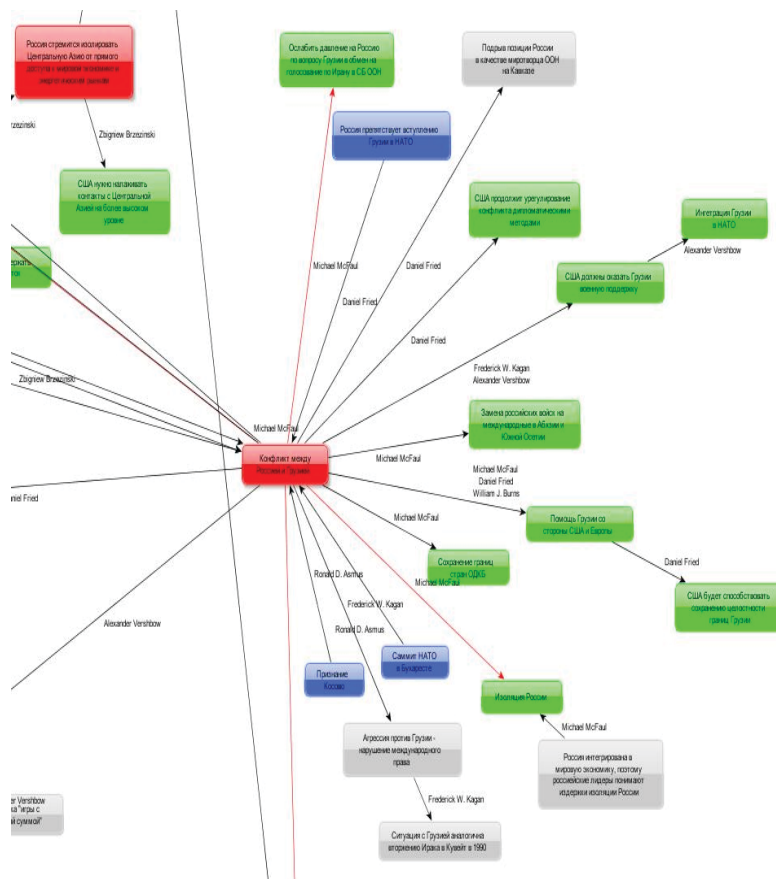 Россия стремится изолировать
Центральную Азию от прямого
доступа к мировой экономике и
энергетическим рынкам
Ослабить давление на Россию
по вопросу Грузии в обмен на
голосование по Ирану в СБ ООН
Подрыв позиции России
в качестве миротворца ООН
на Кавказе
Россия препятствует вступлению
Грузии в НАТО
Zbigniew Brzezinski
США нужно налаживать
контакты с Центральной
Азией на более высоком
уровне
США продолжит урегулирование
конфликта дипломатическими
методами
Интеграция Грузии
в НАТО
Alexander Vershbow
Michael McFaul
Daniel Fried
Daniel Fried
США должны оказать Грузии
военную поддержку
Daniel Fried
Frederick W. Kagan
Alexander Vershbow
Zbigniew Brzezinski
Замена российских войск на
международные в Абхазии и
Южной Осетии
Michael McFaul
Конфликт между
Россией и Грузией
Michael McFaul
Michael McFaul
Daniel Fried
William J. Burns
Daniel Fried
Michael McFaul
Помощь Грузии со
стороны США и Европы
Сохранение границ
стран ОДКБ
Michael McFaul
Daniel Fried
Ronald D. Asmus
США будет способствовать
сохранению целостности
границ Грузии
Frederick W. Kagan
Alexander Vershbow
Ronald D. Asmus
Саммит НАТО
в Бухаресте
Признание
Косово
Изоляция России
Michael McFaul
Агрессия против Грузии -
нарушение международного
права
Россия интегрирована в
мировую экономику, поэтому
российские лидеры понимают
издержки изоляции России
Frederick W. Kagan
Vershbow
"игры с
суммой"
Ситуация с Грузией аналогична
вторжению Ирака в Кувейт в 1990